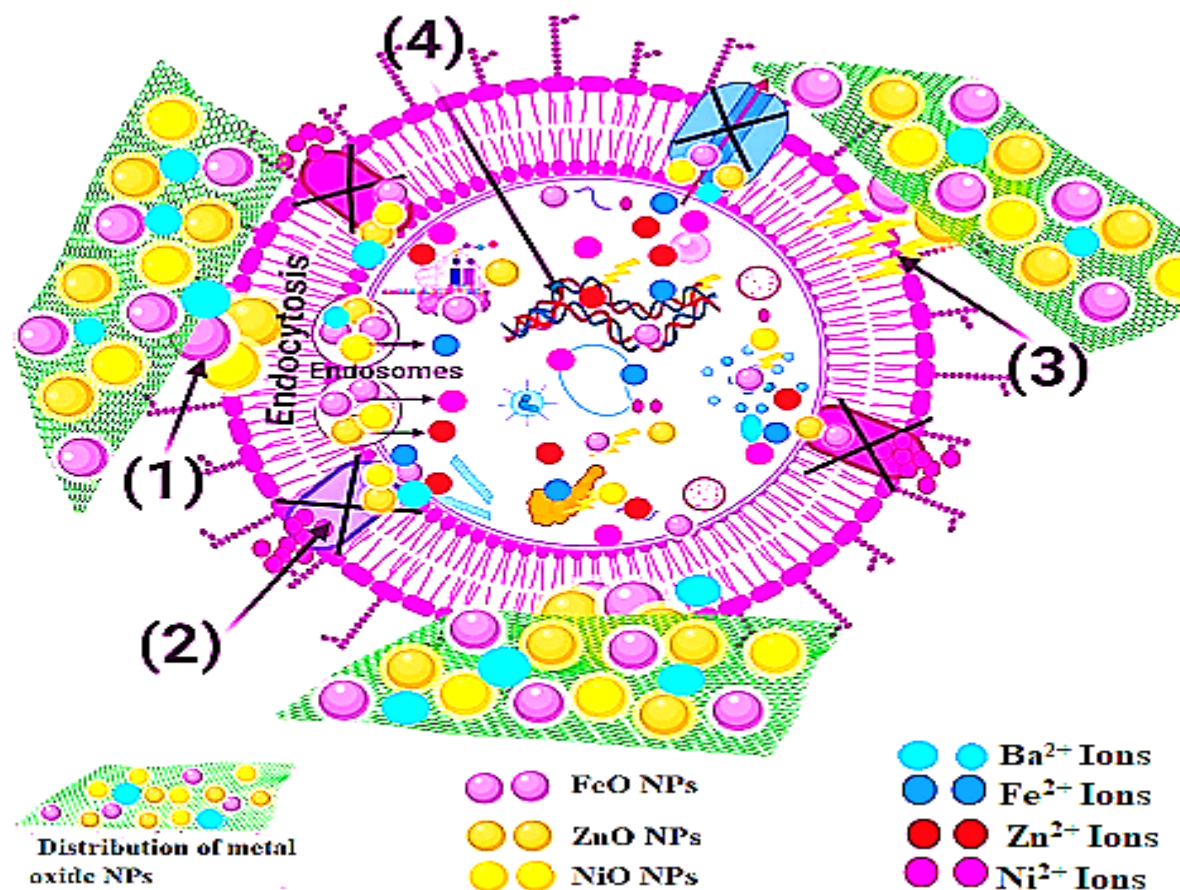 (4)
Endocytosis
Endosomes
(3)
(1)
(2)
Distribution of metal
oxide NPs
FeO NPs
ZnO NPs
NiO NPs
Ba²⁺ Ions
Fe²⁺ Ions
Zn²⁺ Ions
Ni²⁺ Ions